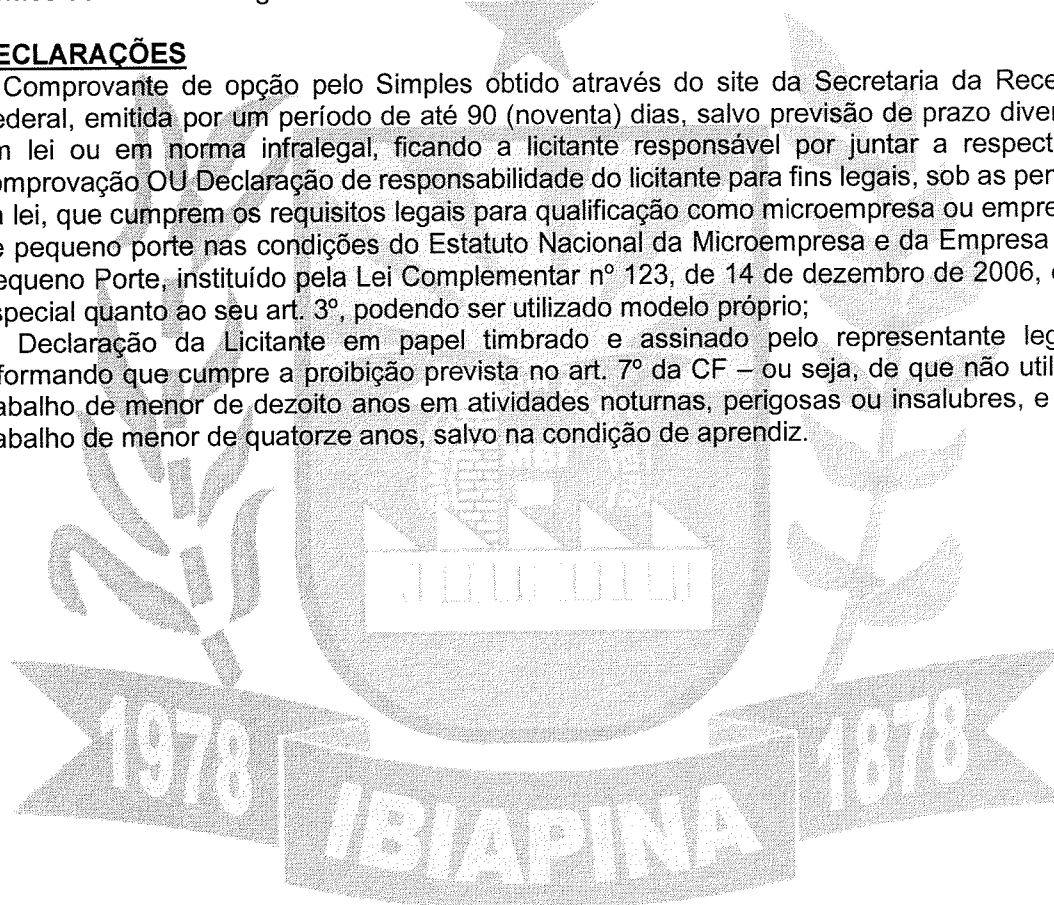 ECLARAÇÕES
Comprovante de opção pelo Simples obtido através do site da Secretaria da Rece
ederal, emitida por um período de até 90 (noventa) dias, salvo previsão de prazo diver
m lei ou em norma infralegal, ficando a licitante responsável por juntar a respect
omprovação OU Declaração de responsabilidade do licitante para fins legais, sob as pen
a lei, que cumprem os requisitos legais para qualificação como microempresa ou empre
e pequeno porte nas condições do Estatuto Nacional da Microempresa e da Empresa
equeno Porte, instituído pela Lei Complementar nº 123, de 14 de dezembro de 2006, e
special quanto ao seu art. 3º, podendo ser utilizado modelo próprio;
Declaração da Licitante em papel timbrado e assinado pelo representante leg
formando que cumpre a proibição prevista no art. 7º da CF – ou seja, de que não utili
abalho de menor de dezoito anos em atividades noturnas, perigosas ou insalubres, e
abalho de menor de quatorze anos, salvo na condição de aprendiz.
1978
IBIAPINA
1878